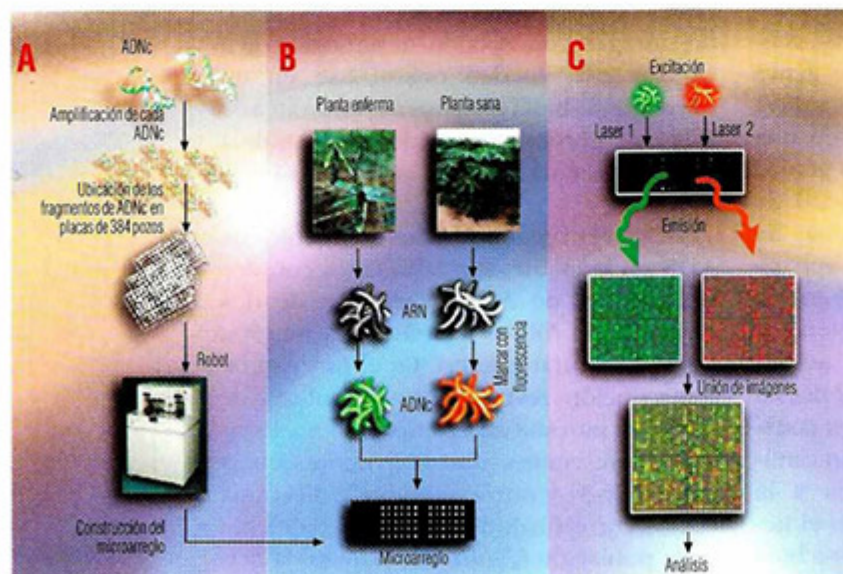 A
ADNc
Amplificación de cada
ADNc
Ubicación de los
fragmentos de ADNc en
placas de 384 pozos
Robot
Construcción del
microarreglo
B
Planta enferma
Planta sana
ARN
Marcar con
fluorescencia
ADNc
Microarreglo
C
Excitación
Laser 1
Laser 2
Emisión
Unión de imágenes
Análisis